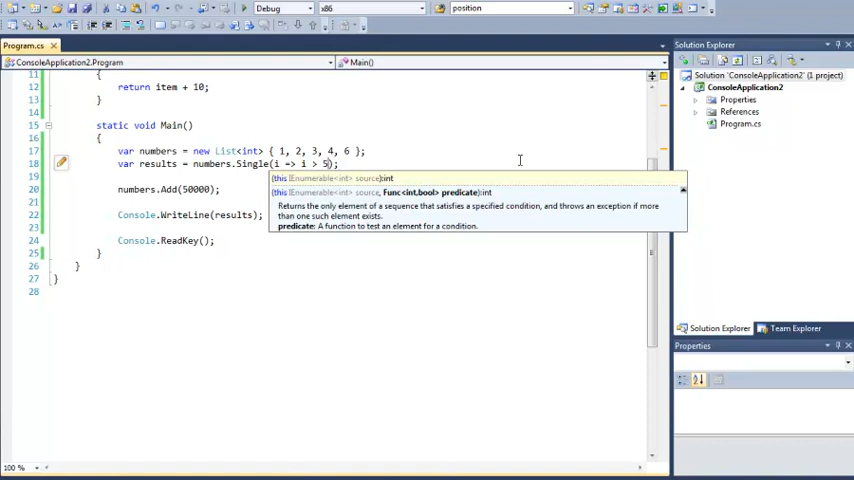 Debug
x86
position
Program.cs
Solution Explorer
ConsoleApplication2.Program
Main()
Solution 'ConsoleApplication2' (1 project)
ConsoleApplication2
Properties
References
Program.cs
11 {
12 return item + 10;
13 }
14
15 static void Main()
16 {
17 var numbers = new List<int> { 1, 2, 3, 4, 6 };
18 var results = numbers.Single(i => i > 5);
19
20 numbers.Add(50000);
21
22 Console.WriteLine(results);
23
24 Console.ReadKey();
25 }
26 }
27 }
28
(this IEnumerable<int> source):int
(this IEnumerable<int> source, Func<int,bool> predicate):int
Returns the only element of a sequence that satisfies a specified condition, and throws an exception if more
than one such element exists.
predicate: A function to test an element for a condition.
Solution Explorer
Team Explorer
Properties
100 %